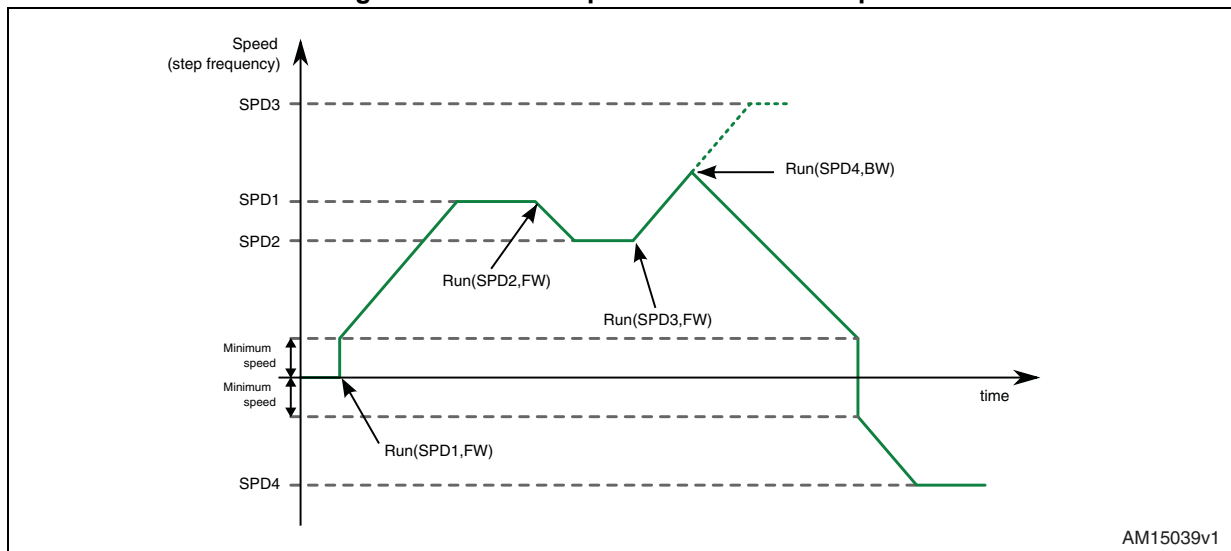 Speed
(step frequency)
SPD3
Run(SPD4,BW)
SPD1
SPD2
Run(SPD2,FW)
Run(SPD3,FW)
Minimum
speed
Minimum
speed
time
Run(SPD1,FW)
SPD4
AM15039v1